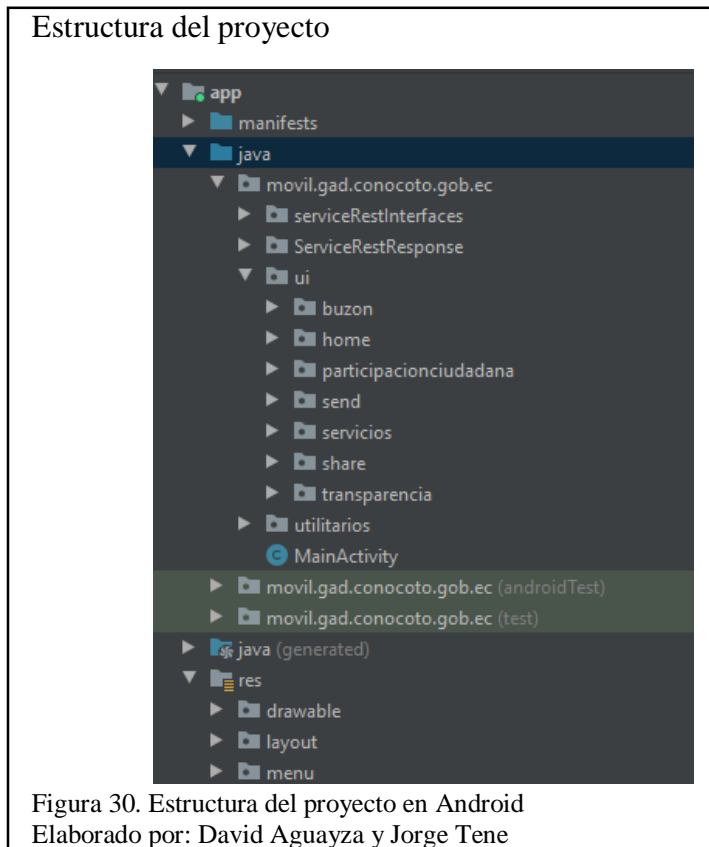 Estructura del proyecto
app
manifests
java
movil.gad.conocoto.gob.ec
serviceRestInterfaces
ServiceRestResponse
ui
buzon
home
participacionciudadana
send
servicios
share
transparencia
utilitarios
C MainActivity
movil.gad.conocoto.gob.ec (androidTest)
movil.gad.conocoto.gob.ec (test)
java (generated)
res
drawable
layout
menu
Figura 30. Estructura del proyecto en Android
Elaborado por: David Aguayza y Jorge Tene